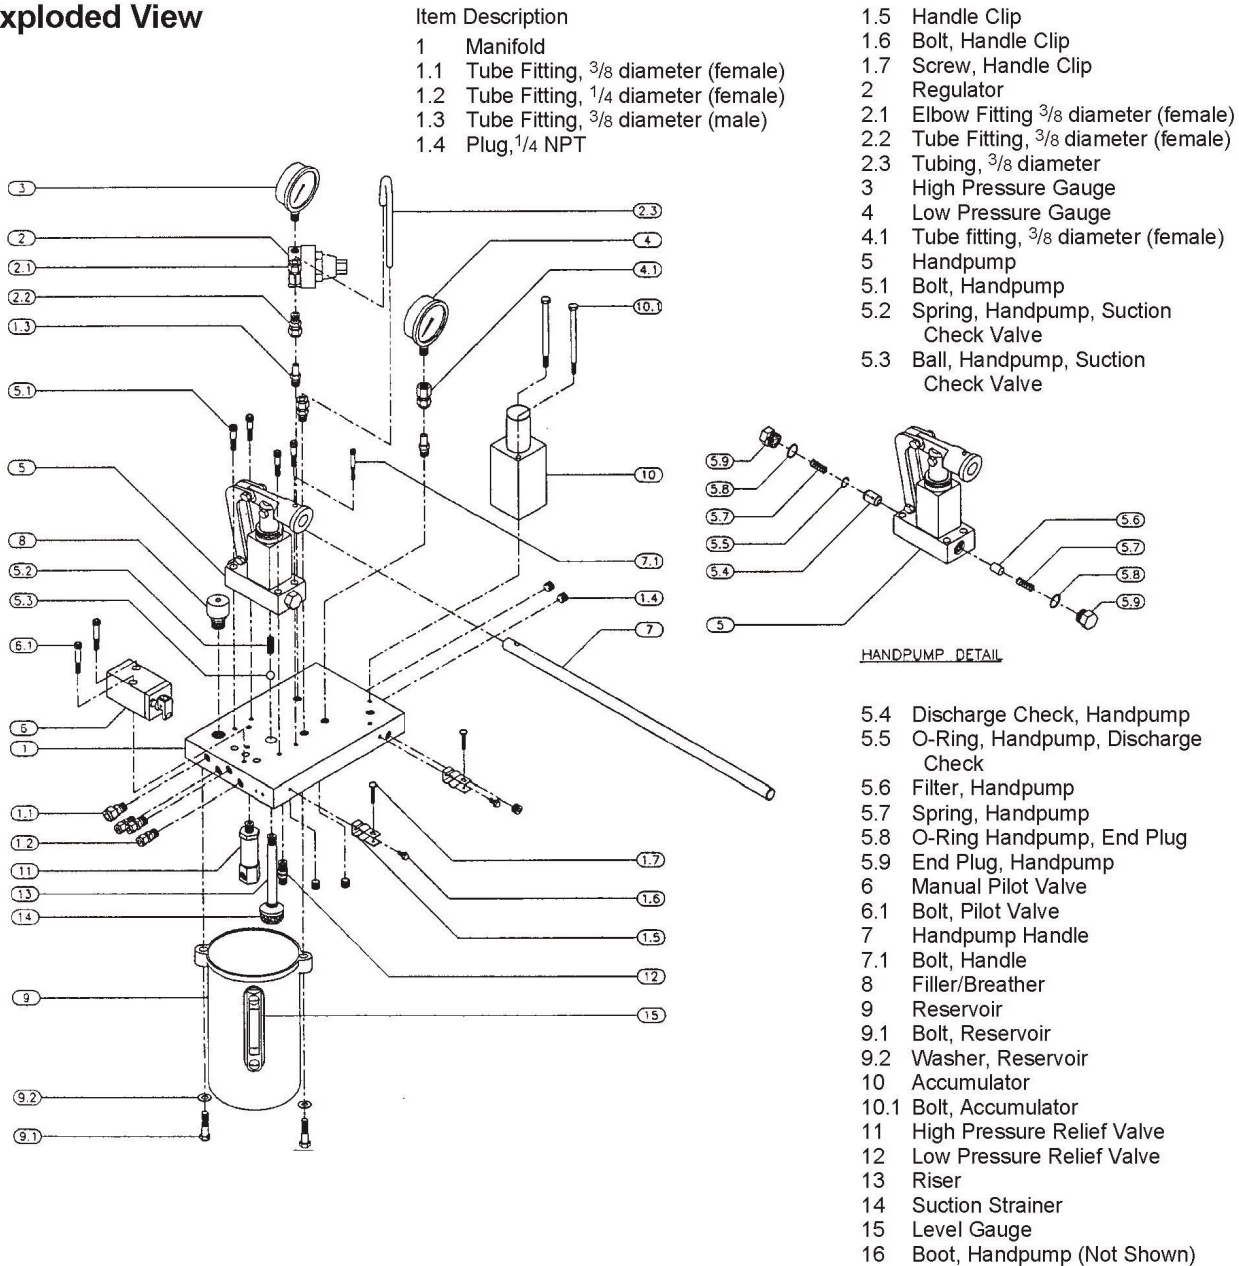 xploded View
Item Description
1 Manifold
1.1 Tube Fitting, 3/8 diameter (female)
1.2 Tube Fitting, 1/4 diameter (female)
1.3 Tube Fitting, 3/8 diameter (male)
1.4 Plug,1/4 NPT
1.5 Handle Clip
1.6 Bolt, Handle Clip
1.7 Screw, Handle Clip
2 Regulator
2.1 Elbow Fitting 3/8 diameter (female)
2.2 Tube Fitting, 3/8 diameter (female)
2.3 Tubing, 3/8 diameter
3 High Pressure Gauge
4 Low Pressure Gauge
4.1 Tube fitting, 3/8 diameter (female)
5 Handpump
5.1 Bolt, Handpump
5.2 Spring, Handpump, Suction
Check Valve
5.3 Ball, Handpump, Suction
Check Valve
3
2
2.1
2.2
1.3
5.1
5
8
5.2
5.3
6.1
6
1
1.1
1.2
11
13
14
9
9.2
9.1
2.3
4
4.1
10.1
10
7.1
1.4
7
1.7
1.6
1.5
12
15
5.9
5.8
5.7
5.5
5.4
5
5.6
5.7
5.8
5.9
HANDPUMP DETAIL
5.4 Discharge Check, Handpump
5.5 O-Ring, Handpump, Discharge
Check
5.6 Filter, Handpump
5.7 Spring, Handpump
5.8 O-Ring Handpump, End Plug
5.9 End Plug, Handpump
6 Manual Pilot Valve
6.1 Bolt, Pilot Valve
7 Handpump Handle
7.1 Bolt, Handle
8 Filler/Breather
9 Reservoir
9.1 Bolt, Reservoir
9.2 Washer, Reservoir
10 Accumulator
10.1 Bolt, Accumulator
11 High Pressure Relief Valve
12 Low Pressure Relief Valve
13 Riser
14 Suction Strainer
15 Level Gauge
16 Boot, Handpump (Not Shown)